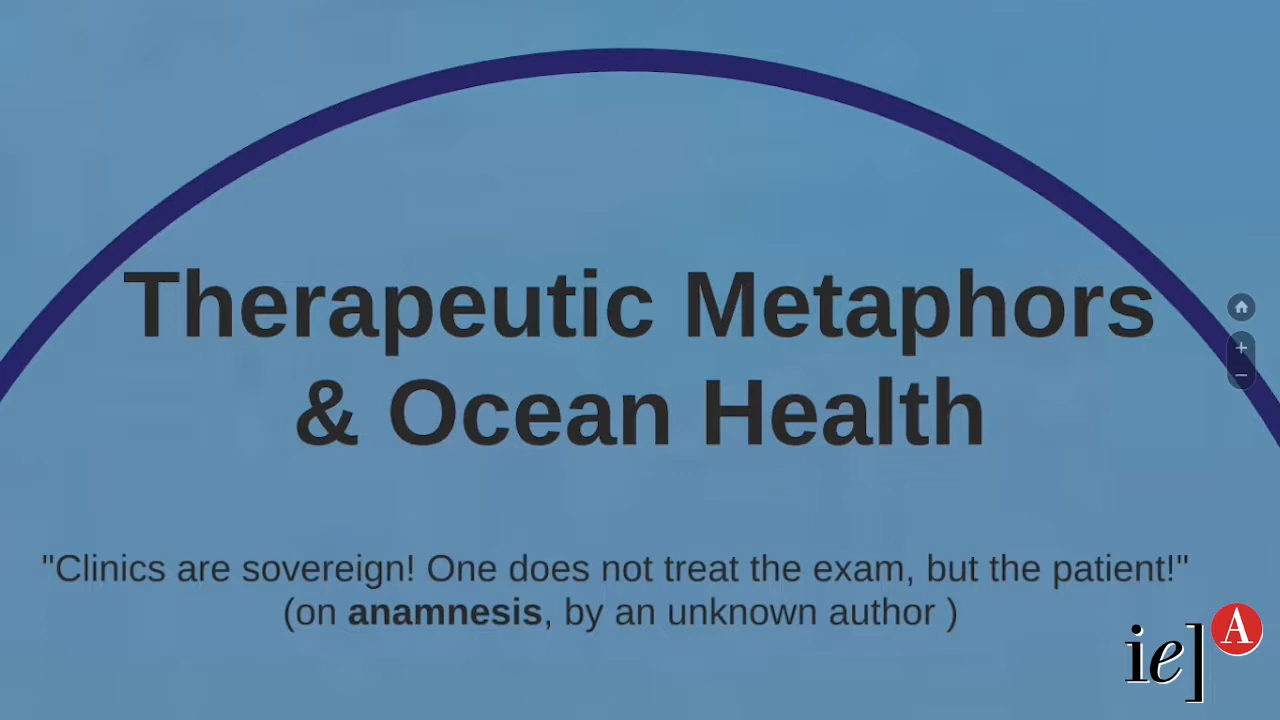 Therapeutic Metaphors
& Ocean Health
"Clinics are sovereign! One does not treat the exam, but the patient!"
(on anamnesis, by an unknown author )
ie]
A